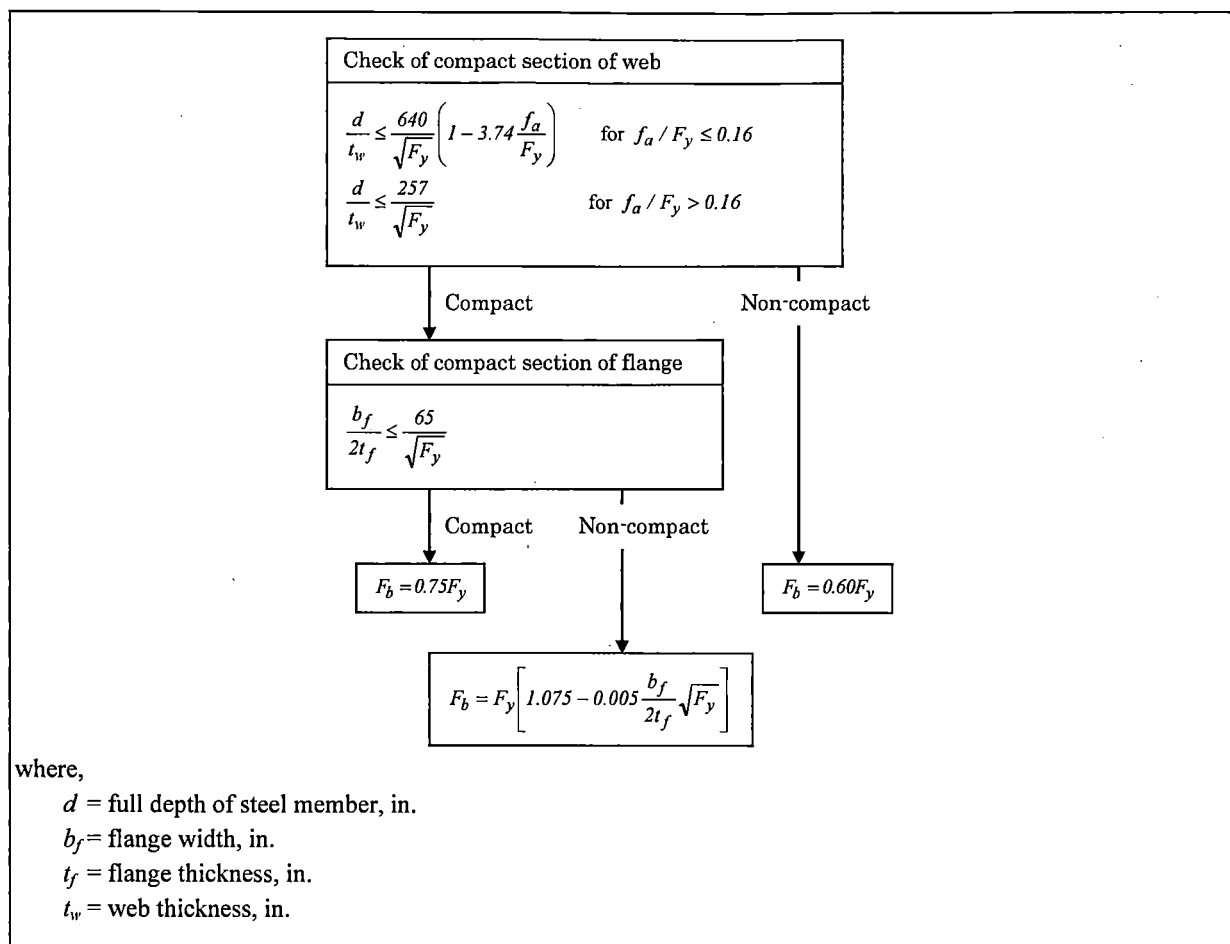 Check of compact section of web
d/t_w ≤ 640/√F_y (1 − 3.74 f_a/F_y) for f_a / F_y ≤ 0.16
d/t_w ≤ 257/√F_y for f_a / F_y > 0.16
Compact Non-compact
Check of compact section of flange
b_f/2t_f ≤ 65/√F_y
Compact Non-compact
F_b = 0.75F_y F_b = 0.60F_y
F_b = F_y [1.075 − 0.005 b_f/2t_f √F_y]
where,
d = full depth of steel member, in.
b_f = flange width, in.
t_f = flange thickness, in.
t_w = web thickness, in.